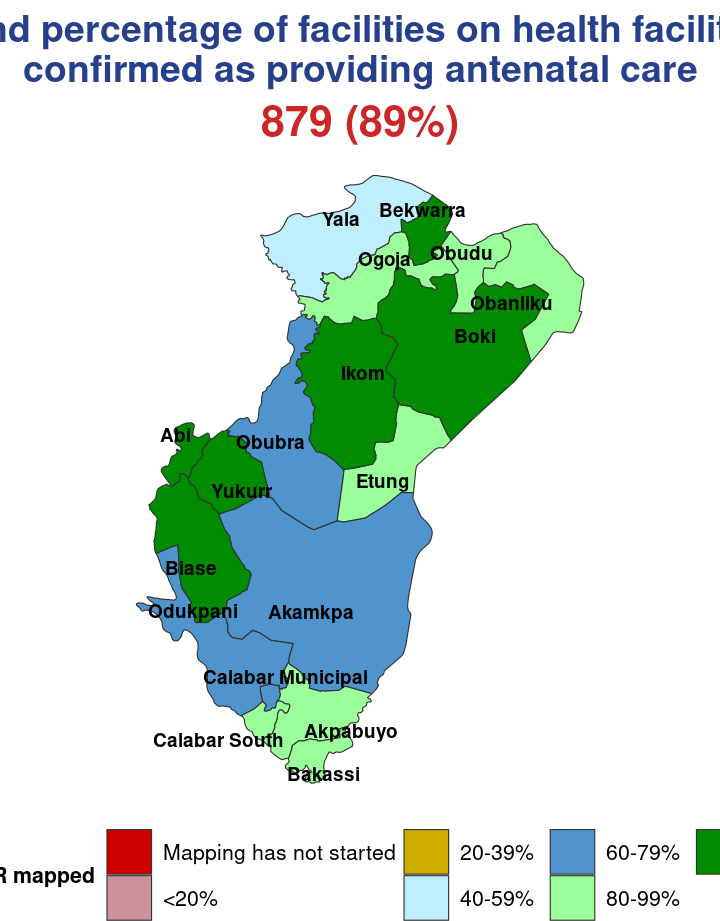 percentage of facilities on health
confirmed as providing antenatal care
879 (89%)
Bekwarra
Yala
Obudu
Ogoja
Obanliku
Boki
Ikom
Abi
Obubra
Etung
Yukurr
Biase
Odukpani
Akamkpa
Calabar Municipal
Akpabuyo
Calabar South
Bakassi
Mapping has not started
20-39%
60-79%
R mapped
<20%
40-59%
80-99%